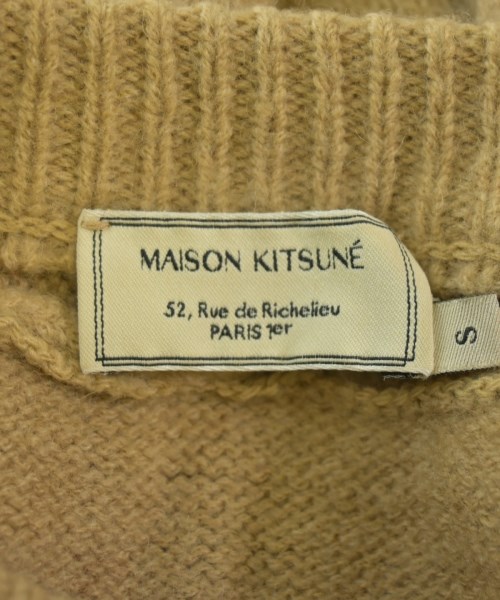 MAISON KITSUNÉ
52, Rue de Richelieu
PARIS 1er
S